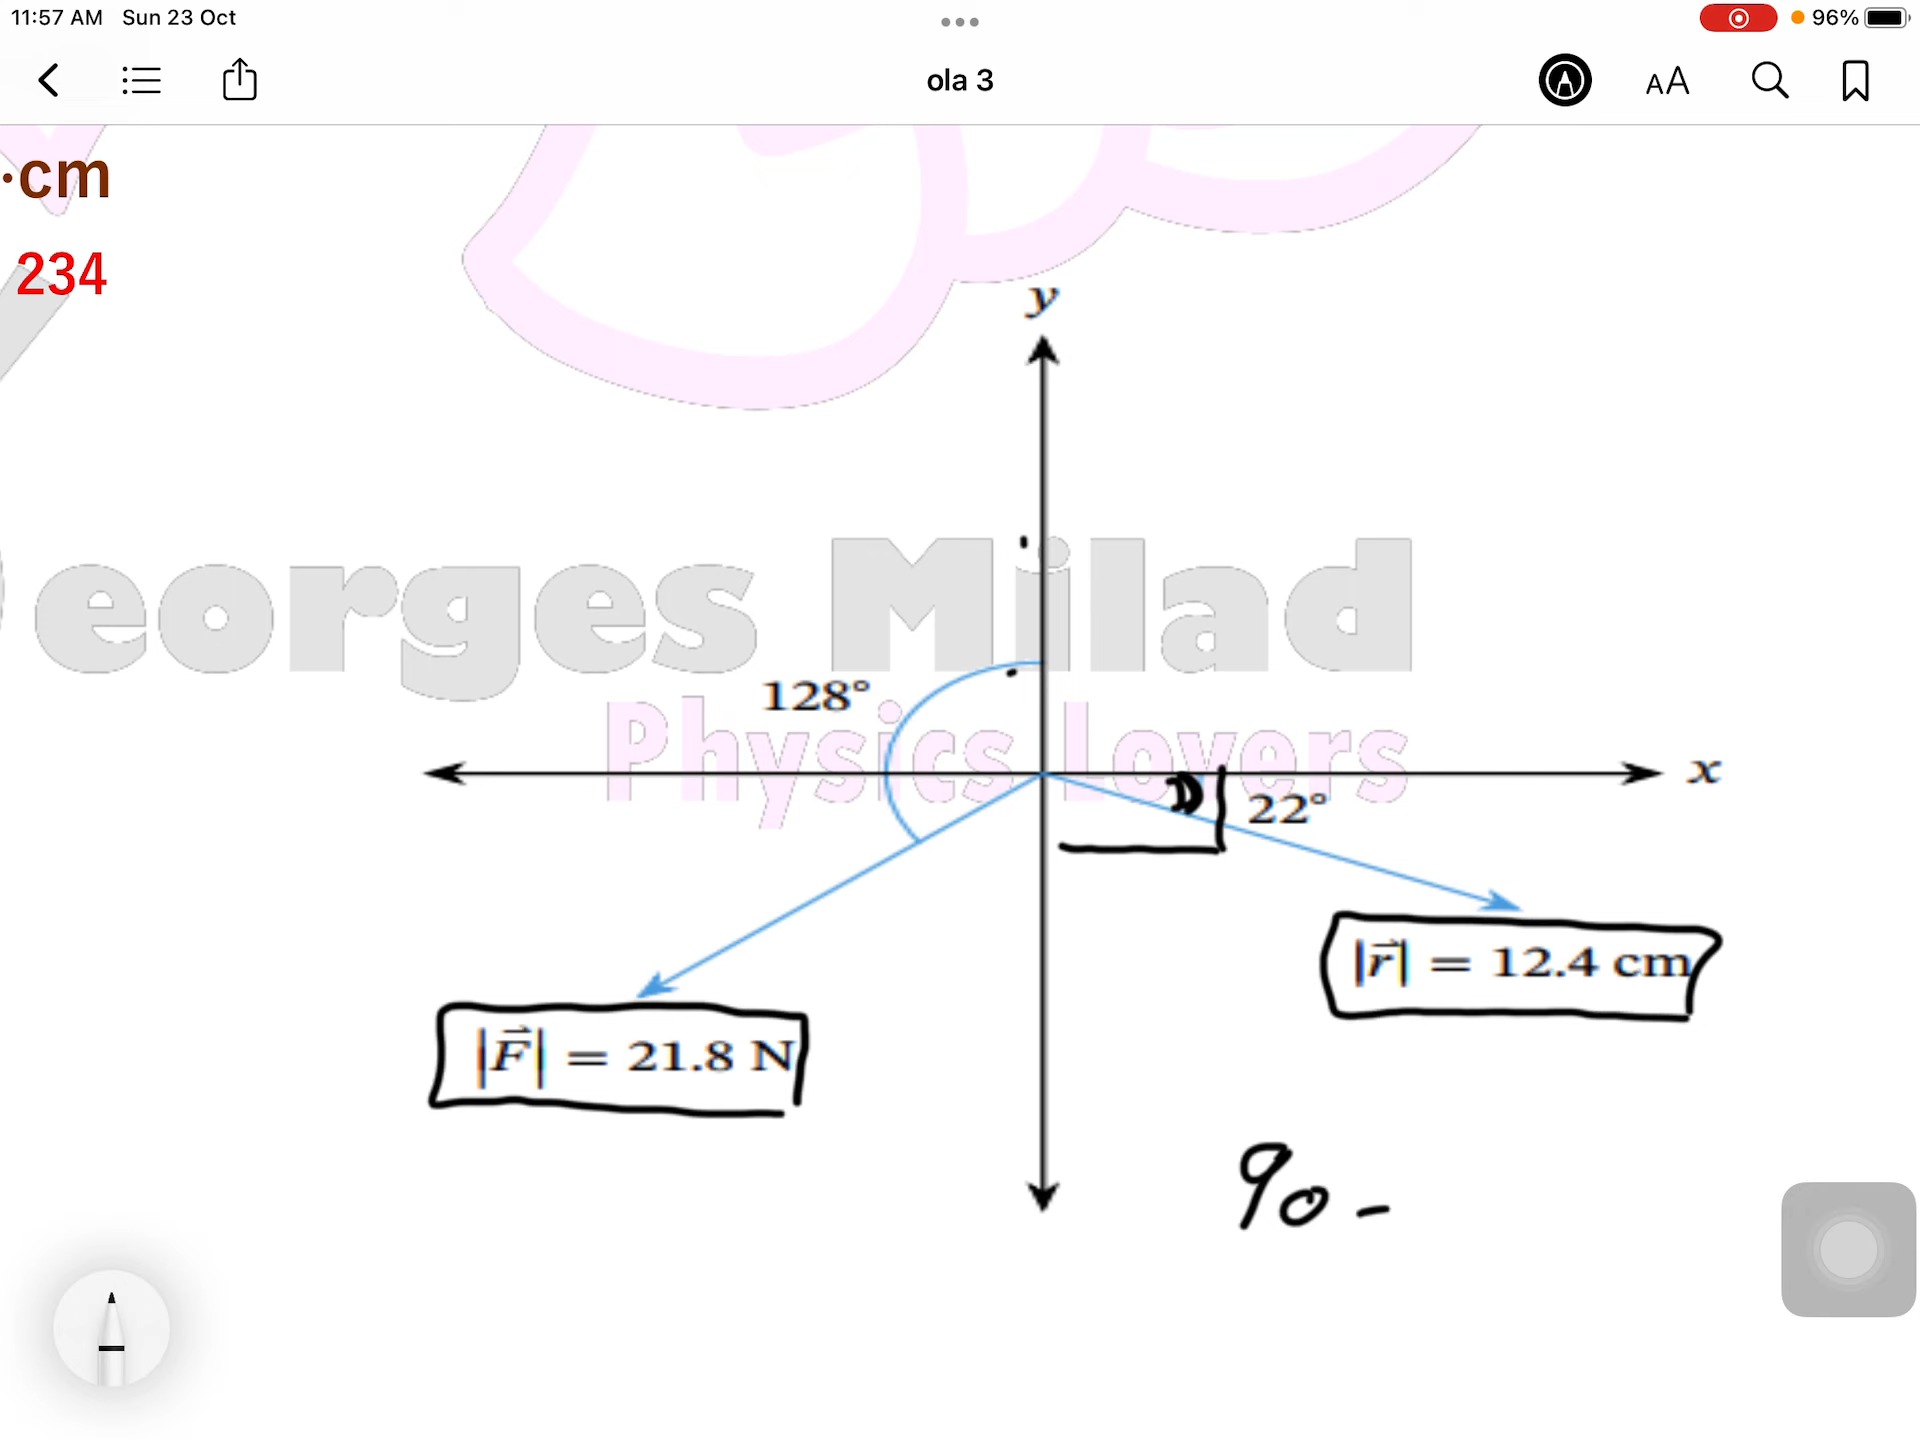 11:57 AM Sun 23 Oct
96%
ola 3
AA
·cm
234
y
eorges Milad
128°
Physics Lovers
x
22°
|r⃗| = 12.4 cm
|F⃗| = 21.8 N
90 -